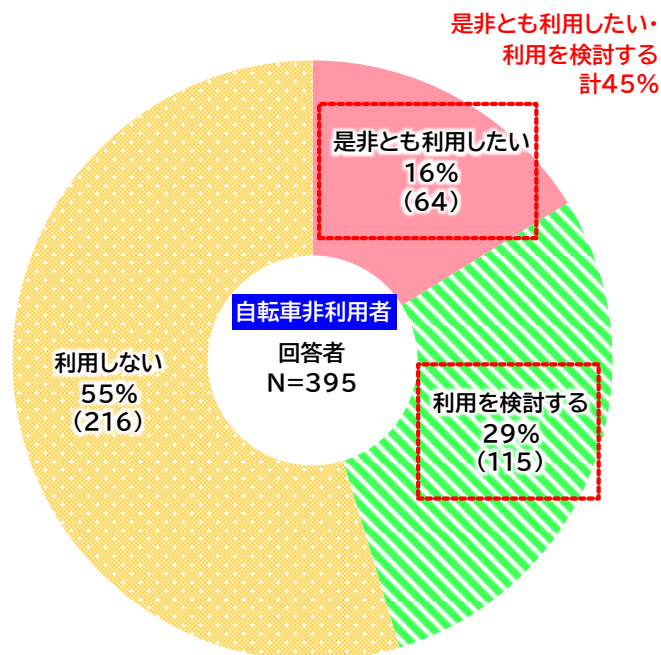 是非とも利用したい・
利用を検討する
計45%
是非とも利用したい
16%
(64)
自転車非利用者
回答者
N=395
利用しない
55%
(216)
利用を検討する
29%
(115)